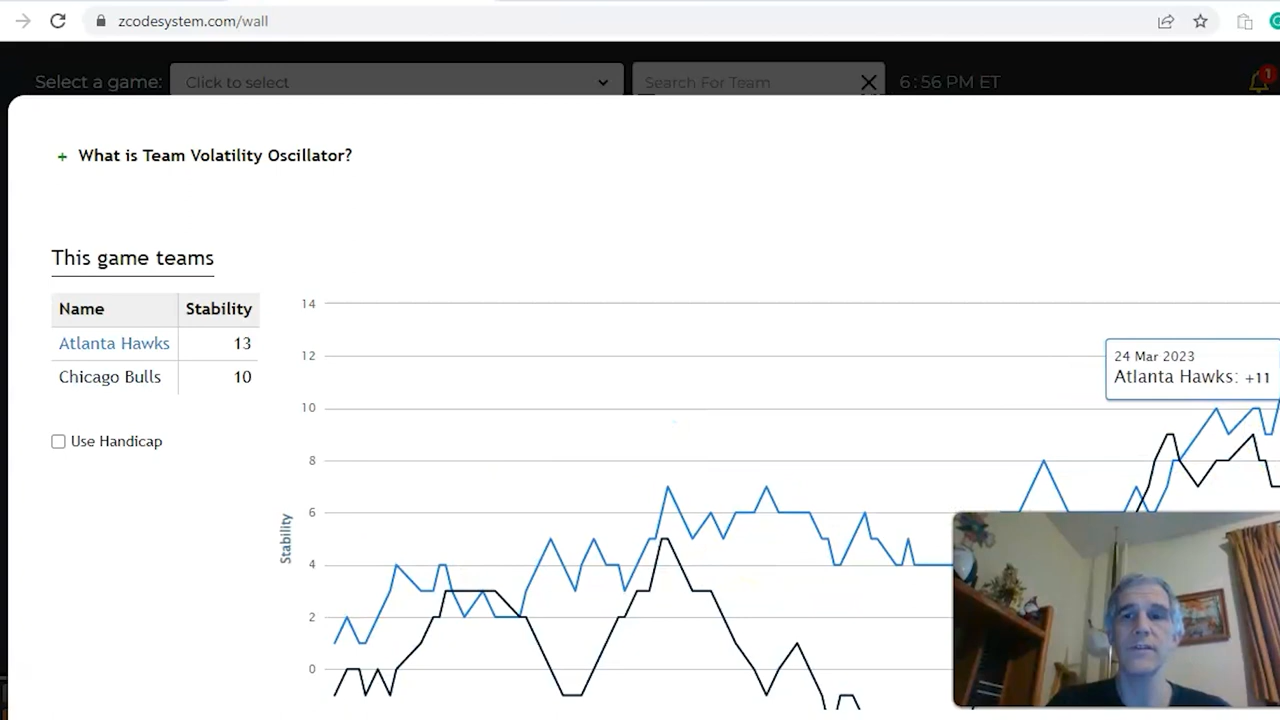 zcodesystem.com/wall
Select a game: Click to select Search For Team 6:56 PM ET 1
+ What is Team Volatility Oscillator?
This game teams
Name Stability
Atlanta Hawks 13
Chicago Bulls 10
Use Handicap
14
12
10
8
6
4
2
0
Stability
24 Mar 2023
Atlanta Hawks: +11